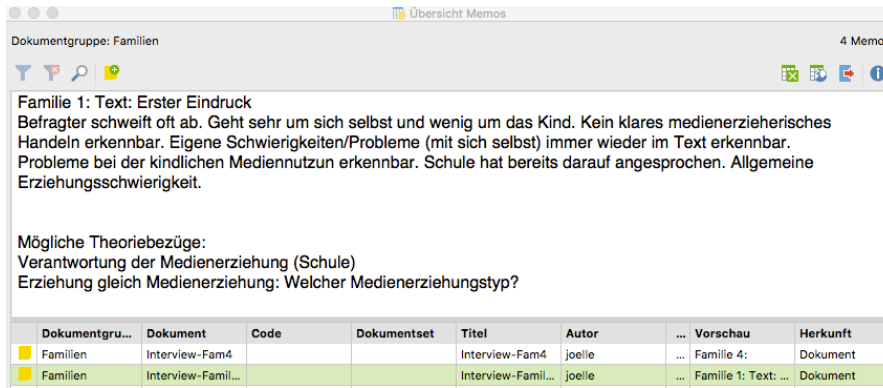 Übersicht Memos
Dokumentgruppe: Familien 4 Memo
Familie 1: Text: Erster Eindruck
Befragter schweift oft ab. Geht sehr um sich selbst und wenig um das Kind. Kein klares medienerzieherisches
Handeln erkennbar. Eigene Schwierigkeiten/Probleme (mit sich selbst) immer wieder im Text erkennbar.
Probleme bei der kindlichen Mediennutzun erkennbar. Schule hat bereits darauf angesprochen. Allgemeine
Erziehungsschwierigkeit.
Mögliche Theoriebezüge:
Verantwortung der Medienerziehung (Schule)
Erziehung gleich Medienerziehung: Welcher Medienerziehungstyp?
Dokumentgru... Dokument Code Dokumentset Titel Autor ... Vorschau Herkunft
Familien Interview-Fam4 Interview-Fam4 joelle ... Familie 4: Dokument
Familien Interview-Famil... Interview-Famil... joelle ... Familie 1: Text: ... Dokument